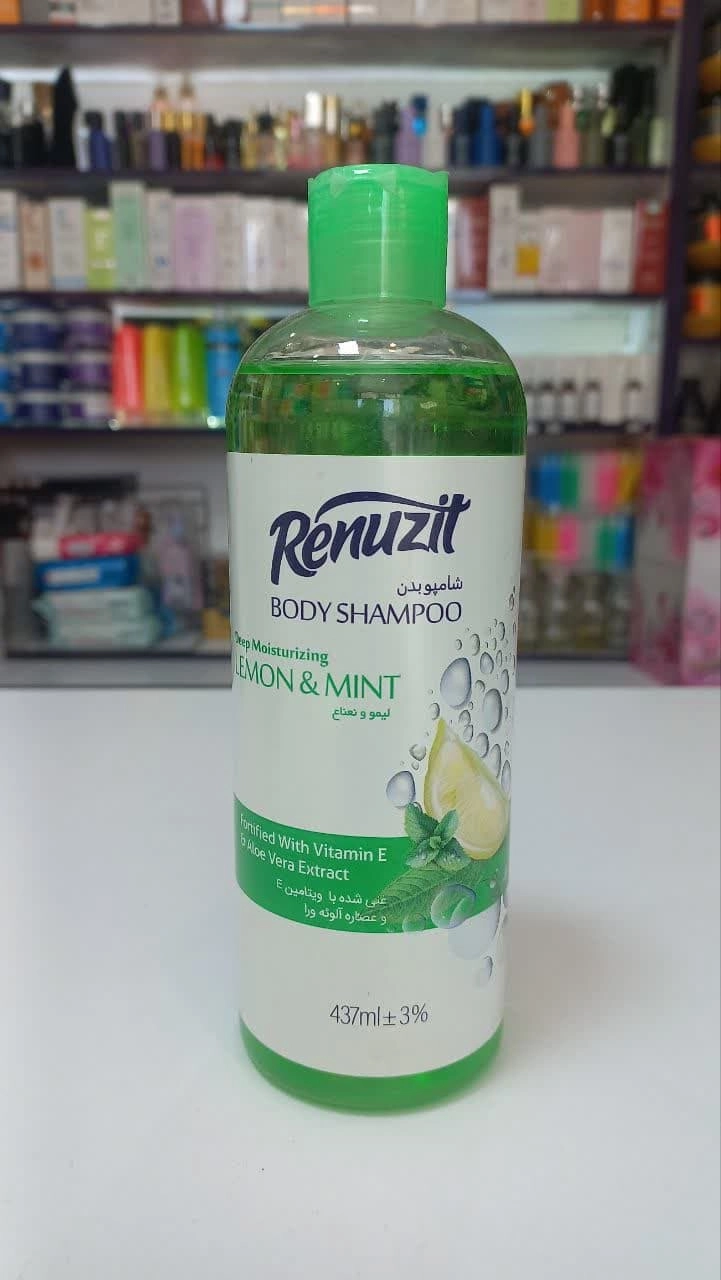 Renuzit
شامپو بدن
BODY SHAMPOO
Deep Moisturizing
LEMON & MINT
لیمو و نعناع
Fortified With Vitamin E
& Aloe Vera Extract
غنی شده با ویتامین E
و عصاره آلوئه ورا
437ml ± 3%